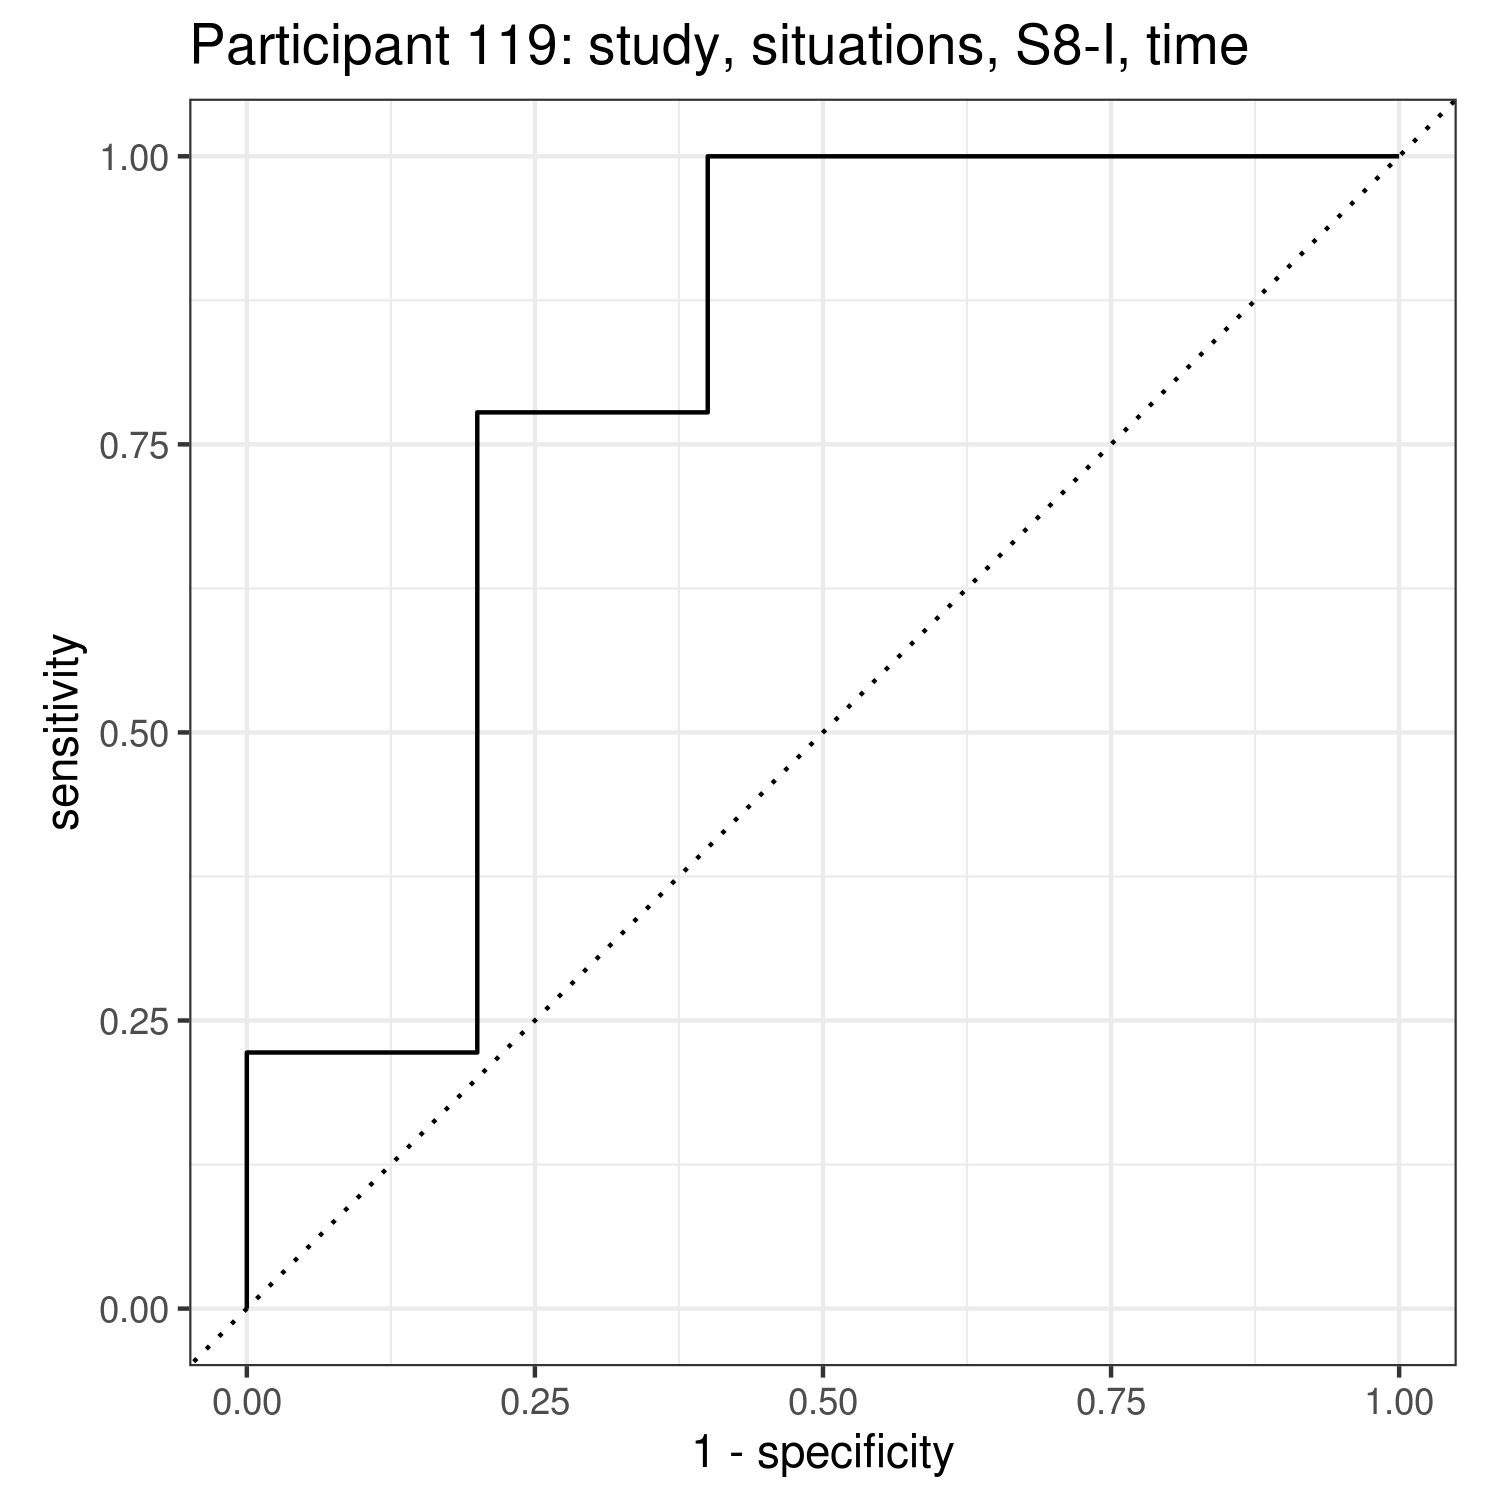 Participant 119: study, situations, S8-I, time
1.00
0.75
0.50
0.25
0.00
sensitivity
0.00 0.25 0.50 0.75 1.00
1 - specificity